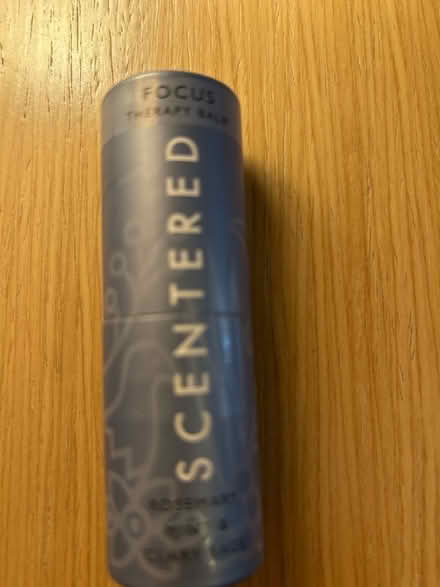 FOCUS
THERAPY BALM
SCENTERED
ROSEMARY
MINT &
CLARY SAGE